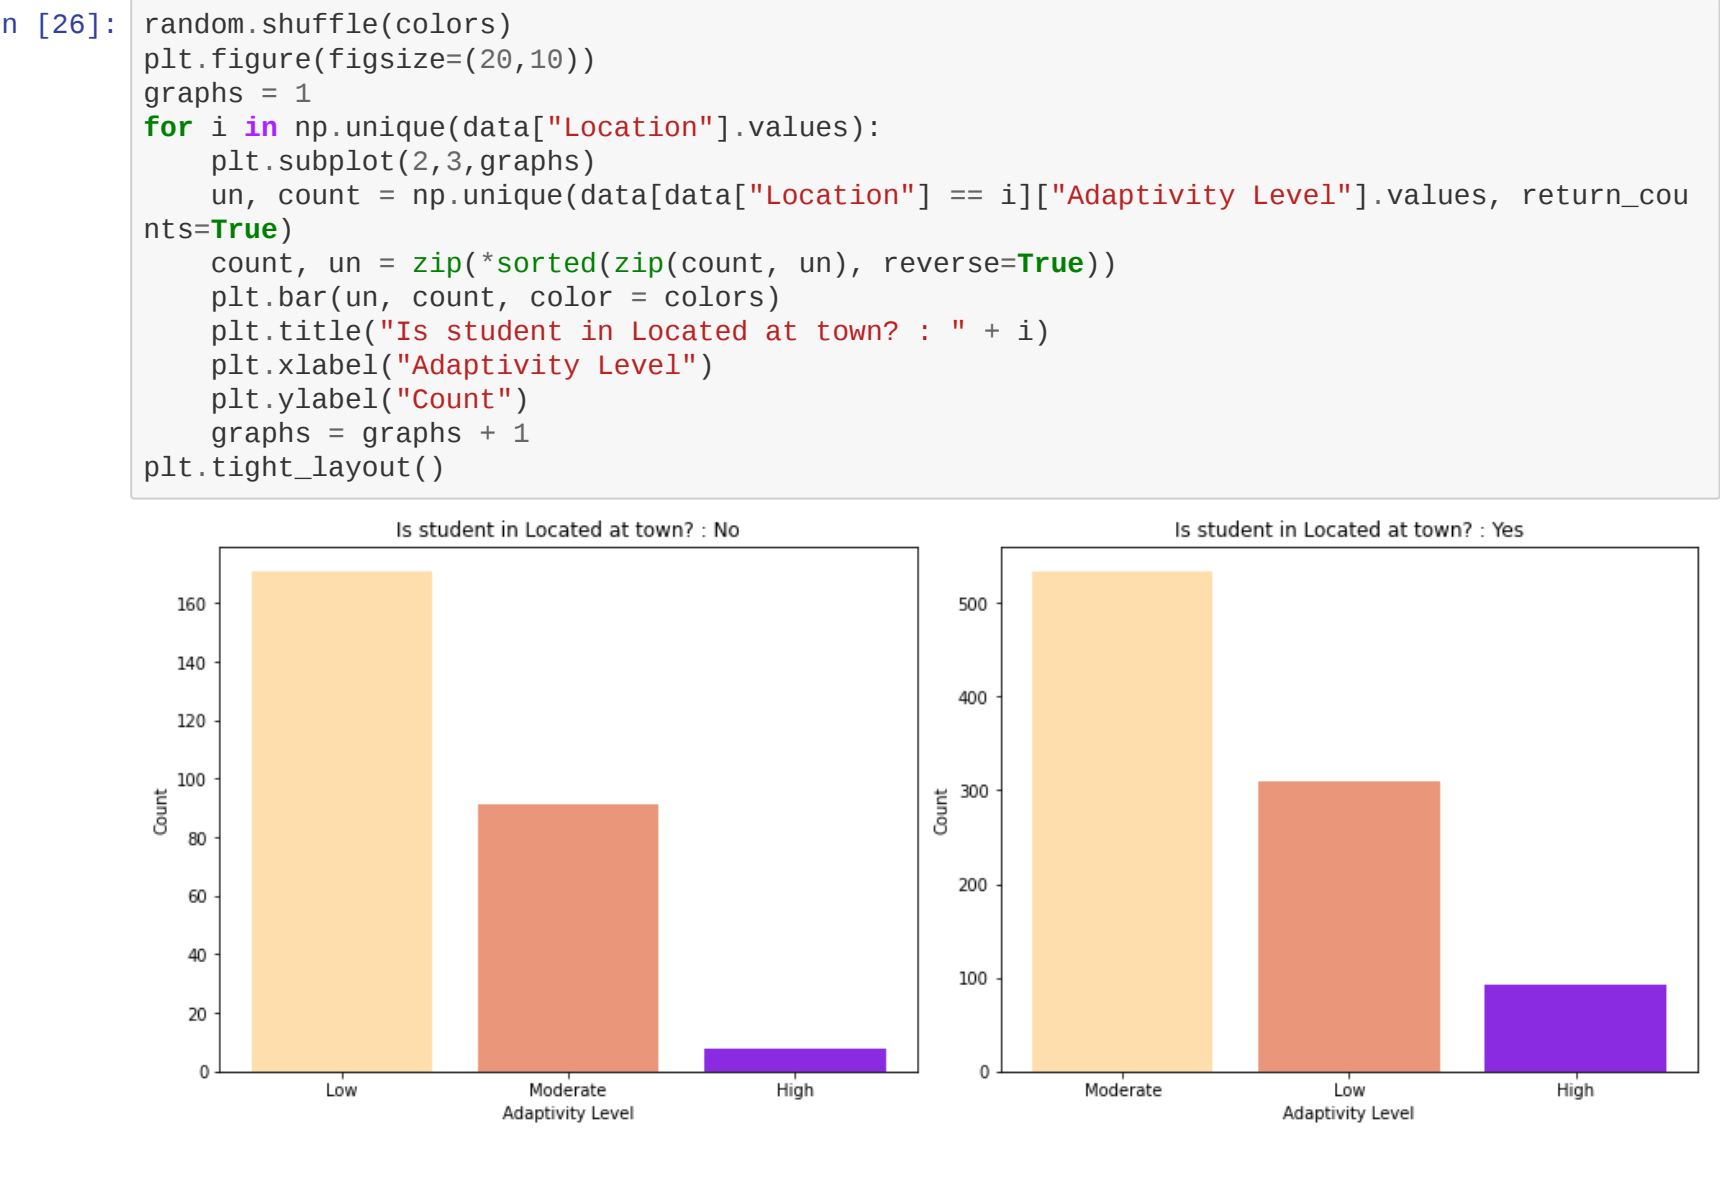 n [26]:
random.shuffle(colors)
plt.figure(figsize=(20,10))
graphs = 1
for i in np.unique(data["Location"].values):
    plt.subplot(2,3,graphs)
    un, count = np.unique(data[data["Location"] == i]["Adaptivity Level"].values, return_cou
nts=True)
    count, un = zip(*sorted(zip(count, un), reverse=True))
    plt.bar(un, count, color = colors)
    plt.title("Is student in Located at town? : " + i)
    plt.xlabel("Adaptivity Level")
    plt.ylabel("Count")
    graphs = graphs + 1
plt.tight_layout()
Is student in Located at town? : No
160
140
120
100
80
60
40
20
0
Count
Low Moderate High
Adaptivity Level
Is student in Located at town? : Yes
500
400
300
200
100
0
Count
Moderate Low High
Adaptivity Level